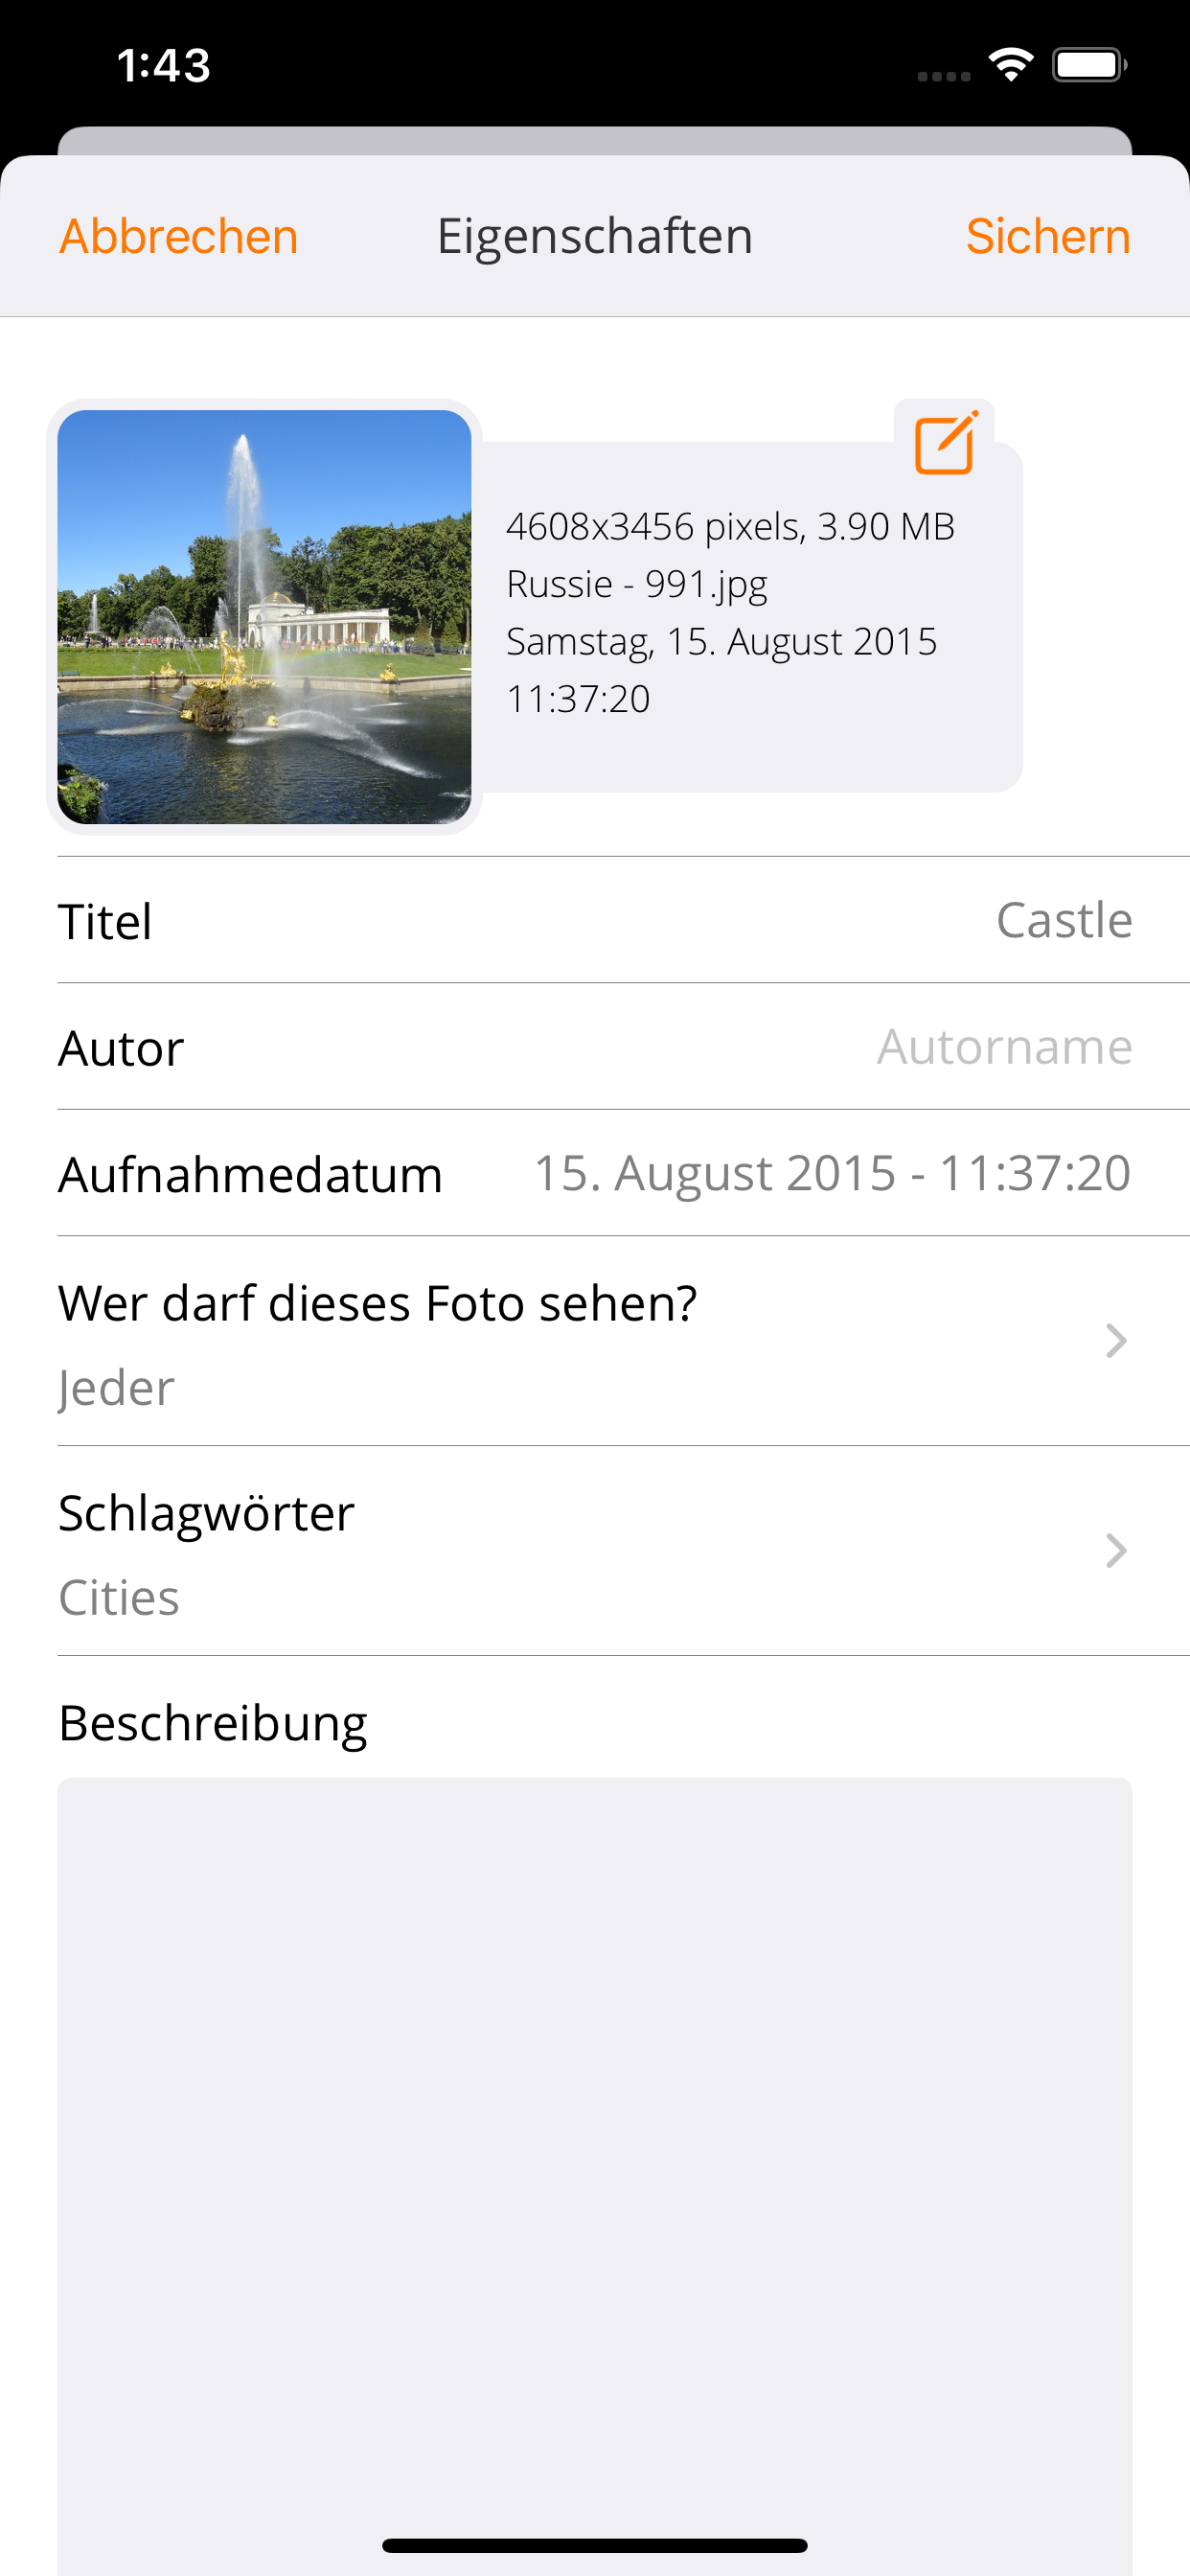 1:43
Abbrechen Eigenschaften Sichern
4608x3456 pixels, 3.90 MB
Russie - 991.jpg
Samstag, 15. August 2015
11:37:20
Titel Castle
Autor Autorname
Aufnahmedatum 15. August 2015 - 11:37:20
Wer darf dieses Foto sehen?
Jeder
Schlagwörter
Cities
Beschreibung